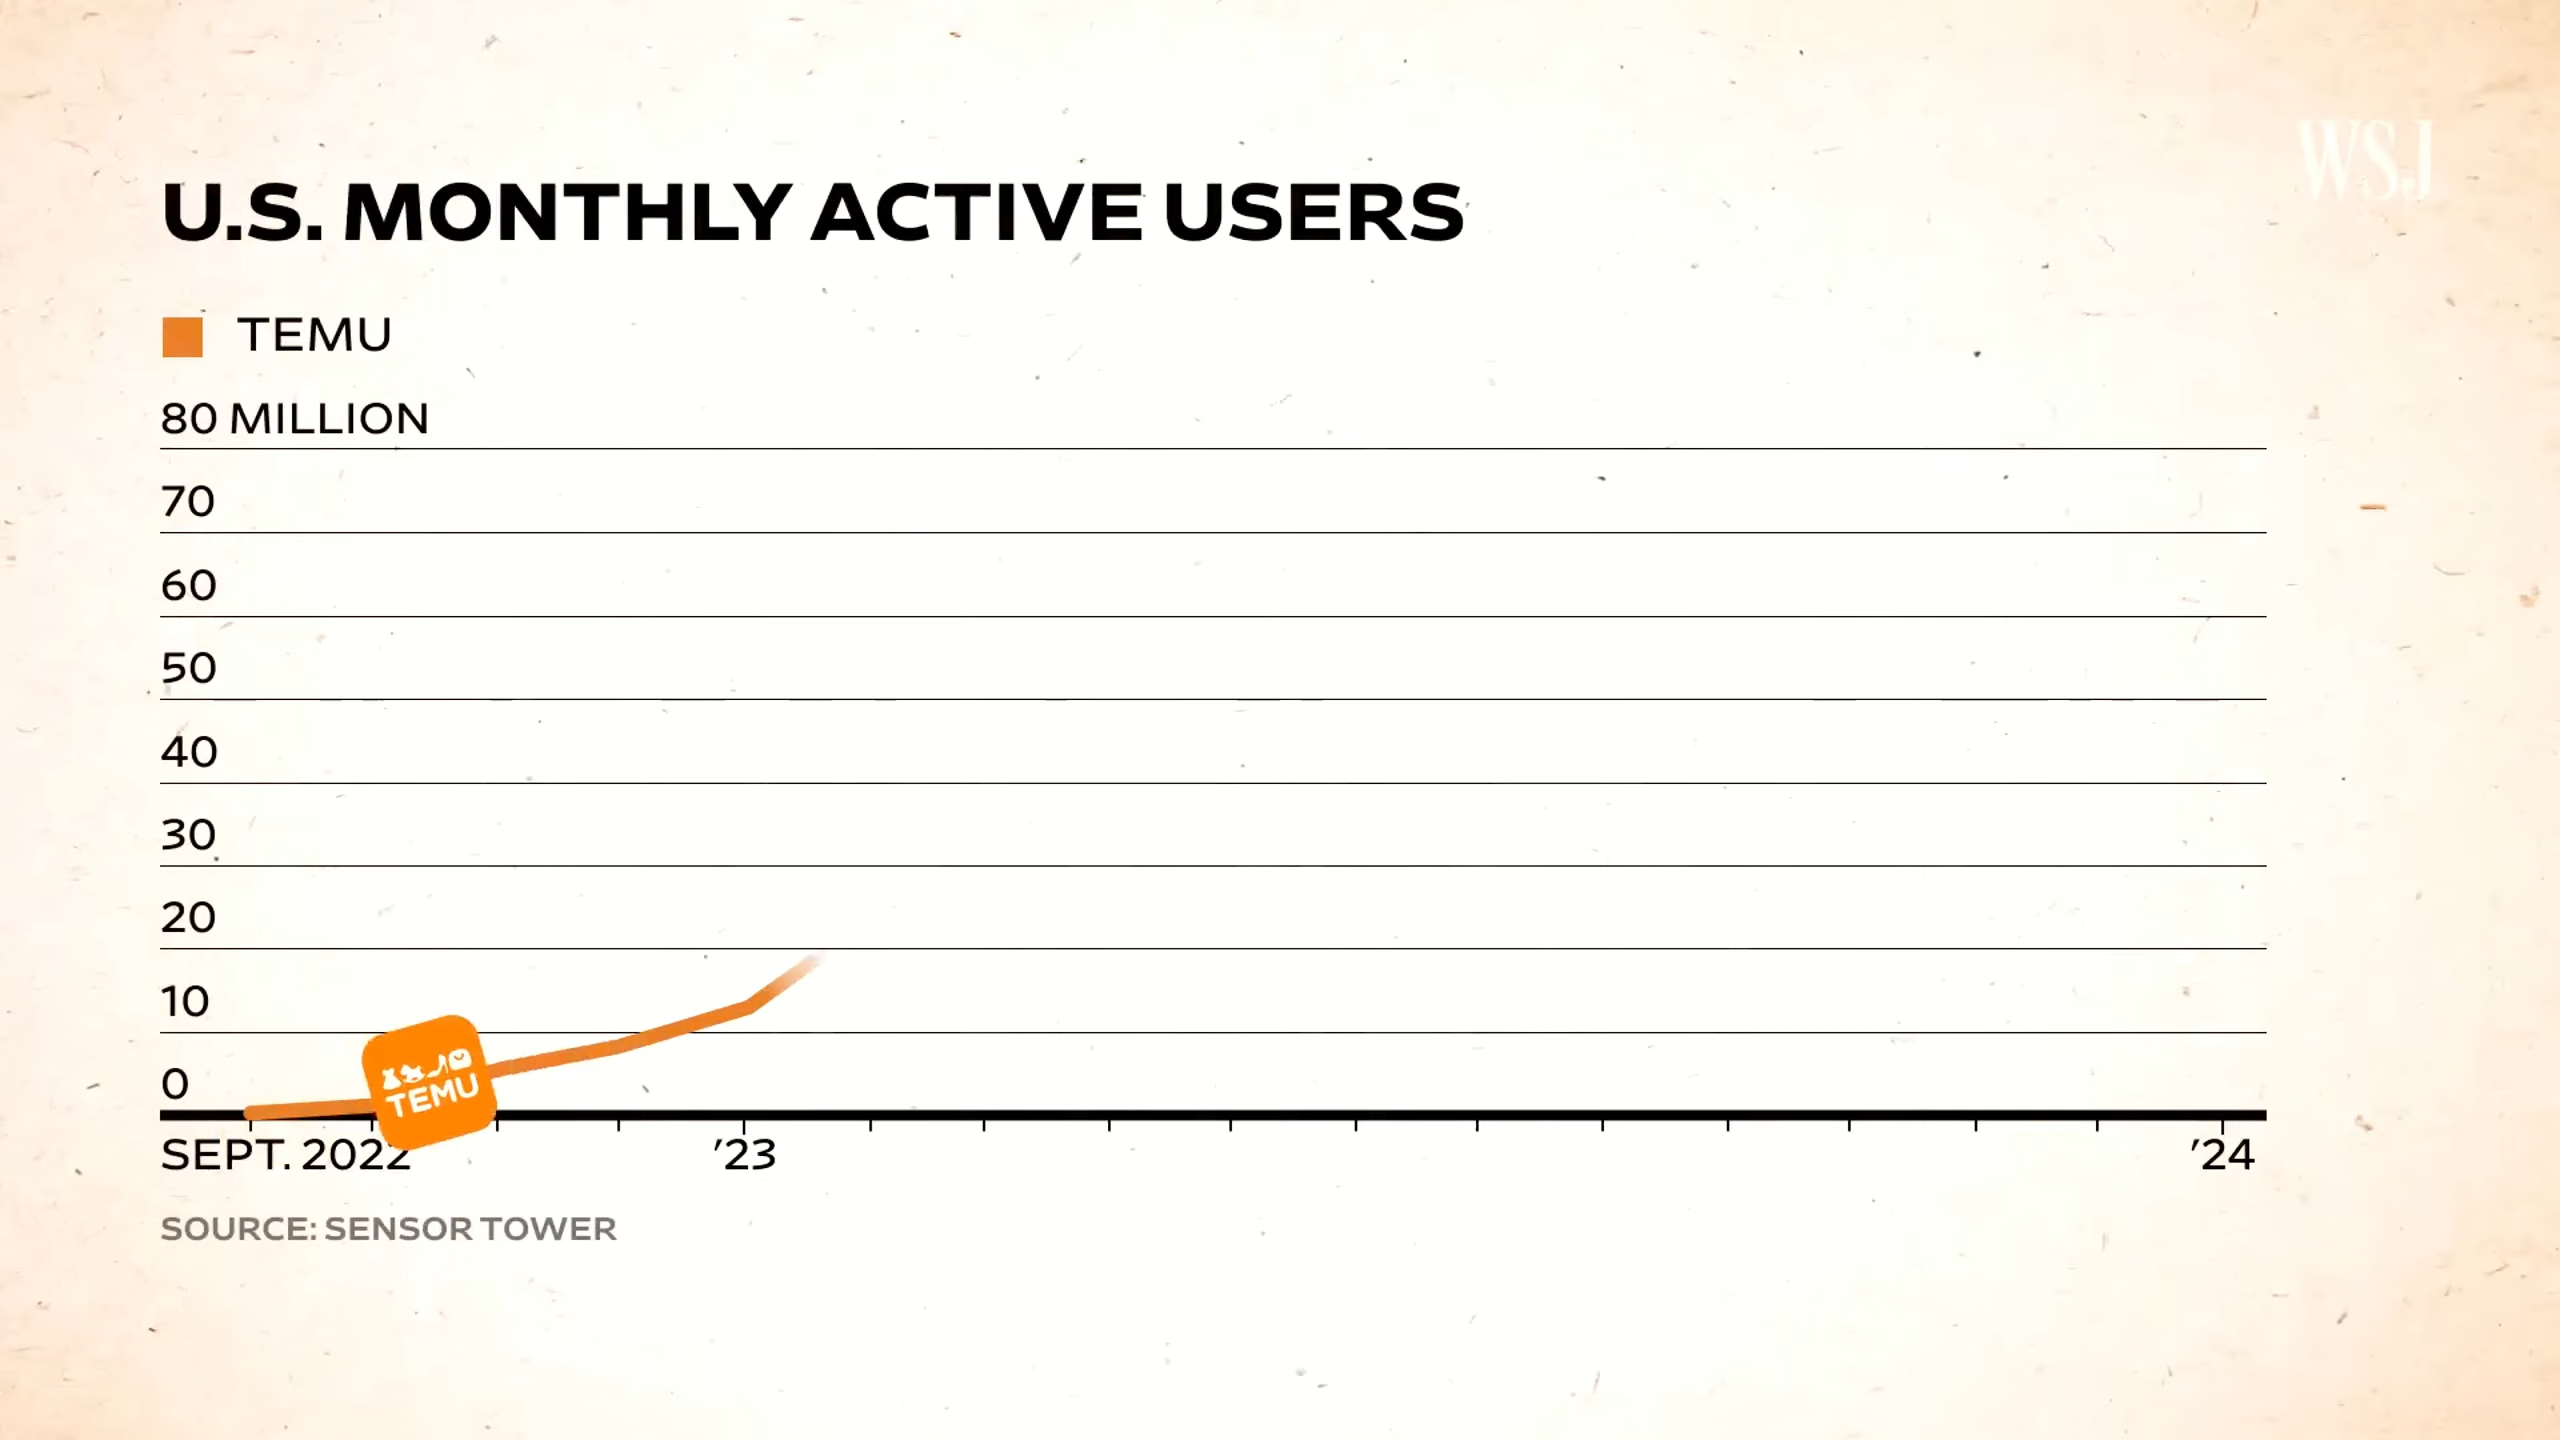 WSJ
U.S. MONTHLY ACTIVE USERS
TEMU
80 MILLION
70
60
50
40
30
20
10
0
TEMU
SEPT. 2022
'23
'24
SOURCE: SENSOR TOWER